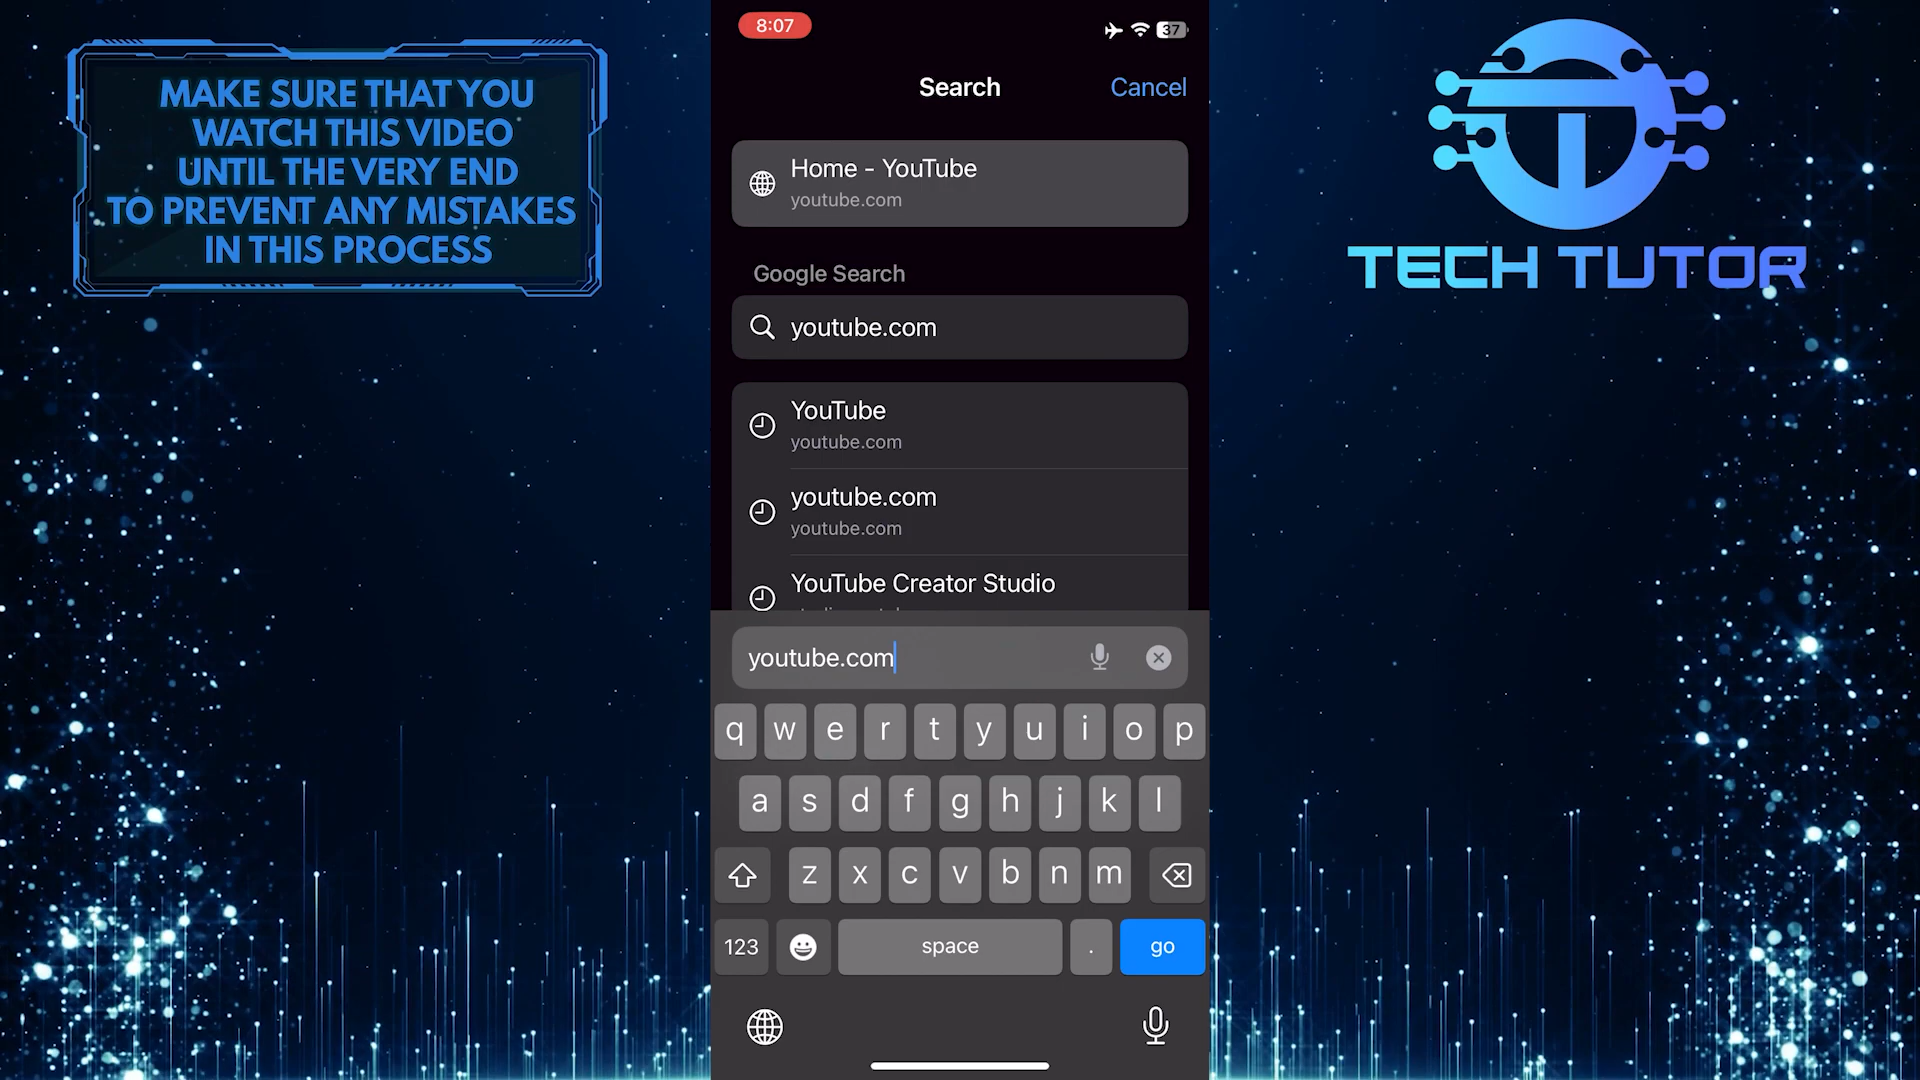 MAKE SURE THAT YOU
WATCH THIS VIDEO
UNTIL THE VERY END
TO PREVENT ANY MISTAKES
IN THIS PROCESS
8:07
37
Search
Cancel
Home - YouTube
youtube.com
Google Search
youtube.com
YouTube
youtube.com
youtube.com
youtube.com
YouTube Creator Studio
youtube.com
q w e r t y u i o p
a s d f g h j k l
z x c v b n m
123
space
.
go
TECH TUTOR